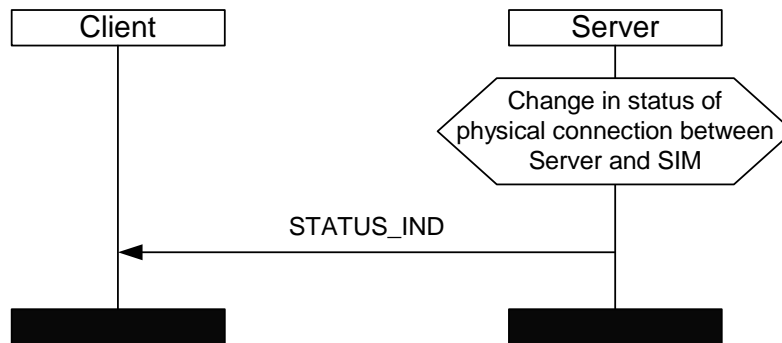 Client
Server
Change in status of
physical connection between
Server and SIM
STATUS_IND